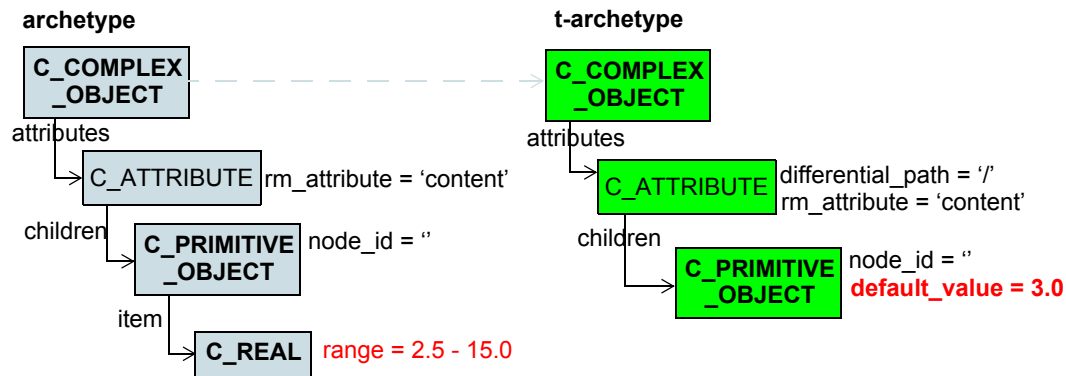 archetype
C_COMPLEX
_OBJECT
attributes
C_ATTRIBUTE
rm_attribute = ‘content’
children
C_PRIMITIVE
_OBJECT
node_id = ‘’
item
C_REAL
range = 2.5 - 15.0
t-archetype
C_COMPLEX
_OBJECT
attributes
C_ATTRIBUTE
differential_path = ‘/’
rm_attribute = ‘content’
children
C_PRIMITIVE
_OBJECT
node_id = ‘’
default_value = 3.0